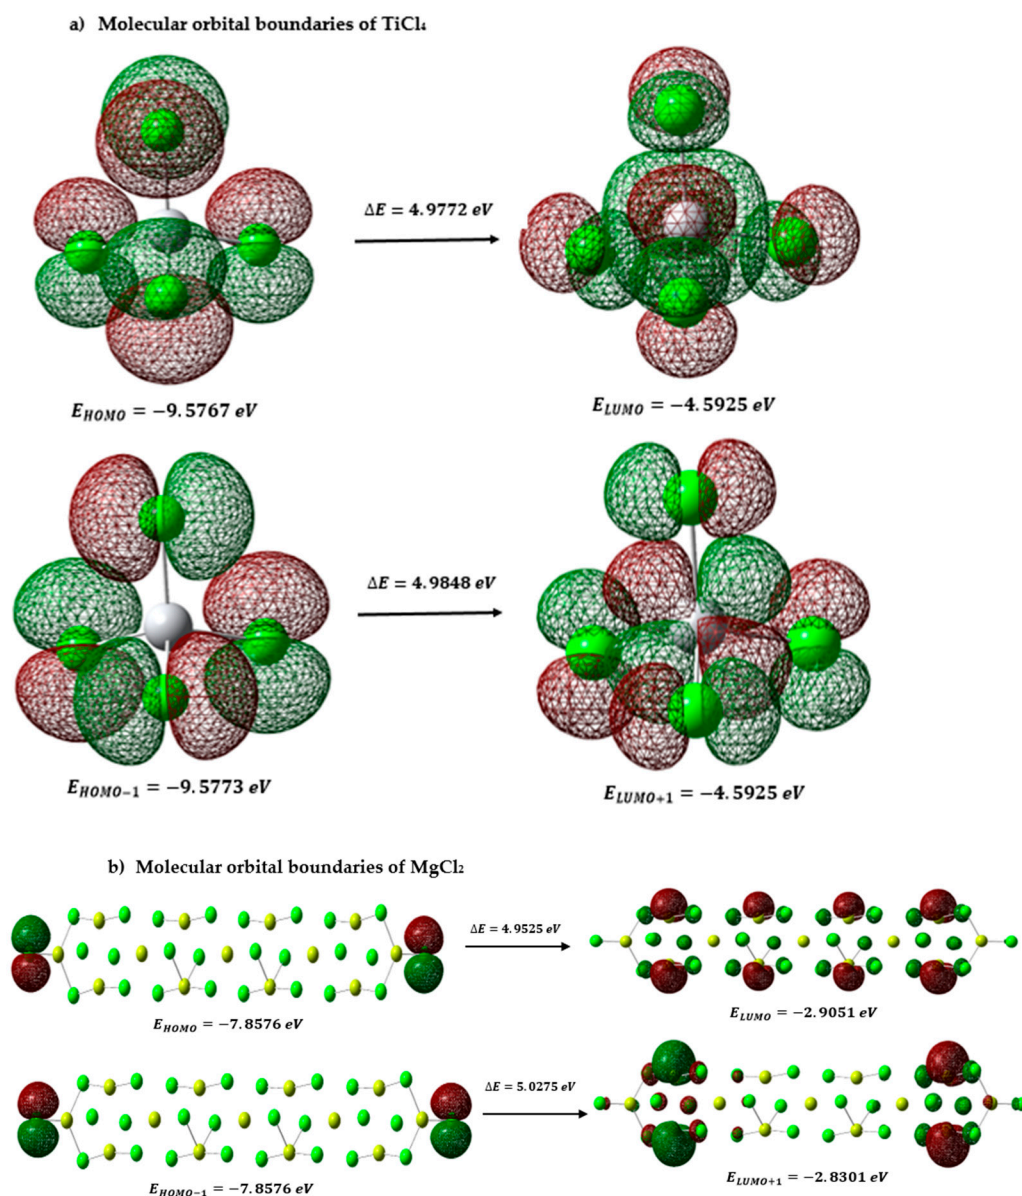 a) Molecular orbital boundaries of TiCl₄
ΔE = 4.9772 eV
E_HOMO = −9.5767 eV
E_LUMO = −4.5925 eV
ΔE = 4.9848 eV
E_HOMO−1 = −9.5773 eV
E_LUMO+1 = −4.5925 eV
b) Molecular orbital boundaries of MgCl₂
ΔE = 4.9525 eV
E_HOMO = −7.8576 eV
E_LUMO = −2.9051 eV
ΔE = 5.0275 eV
E_HOMO−1 = −7.8576 eV
E_LUMO+1 = −2.8301 eV